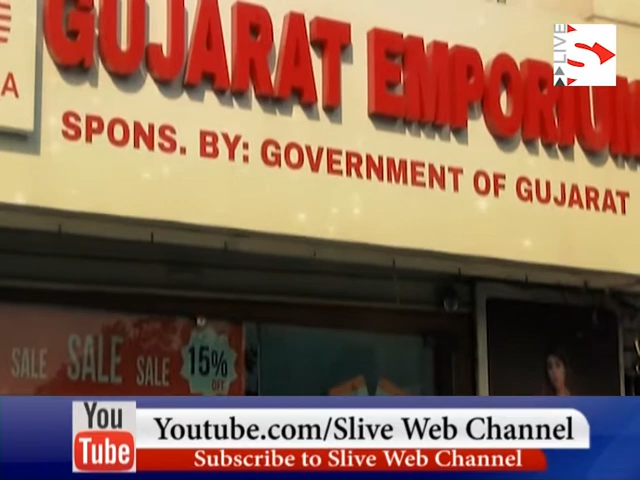 GUJARAT EMPORIUM
SPONS. BY: GOVERNMENT OF GUJARAT
LIVE
S
E
A
SALE SALE SALE 15% OFF
You Tube
Youtube.com/Slive Web Channel
Subscribe to Slive Web Channel